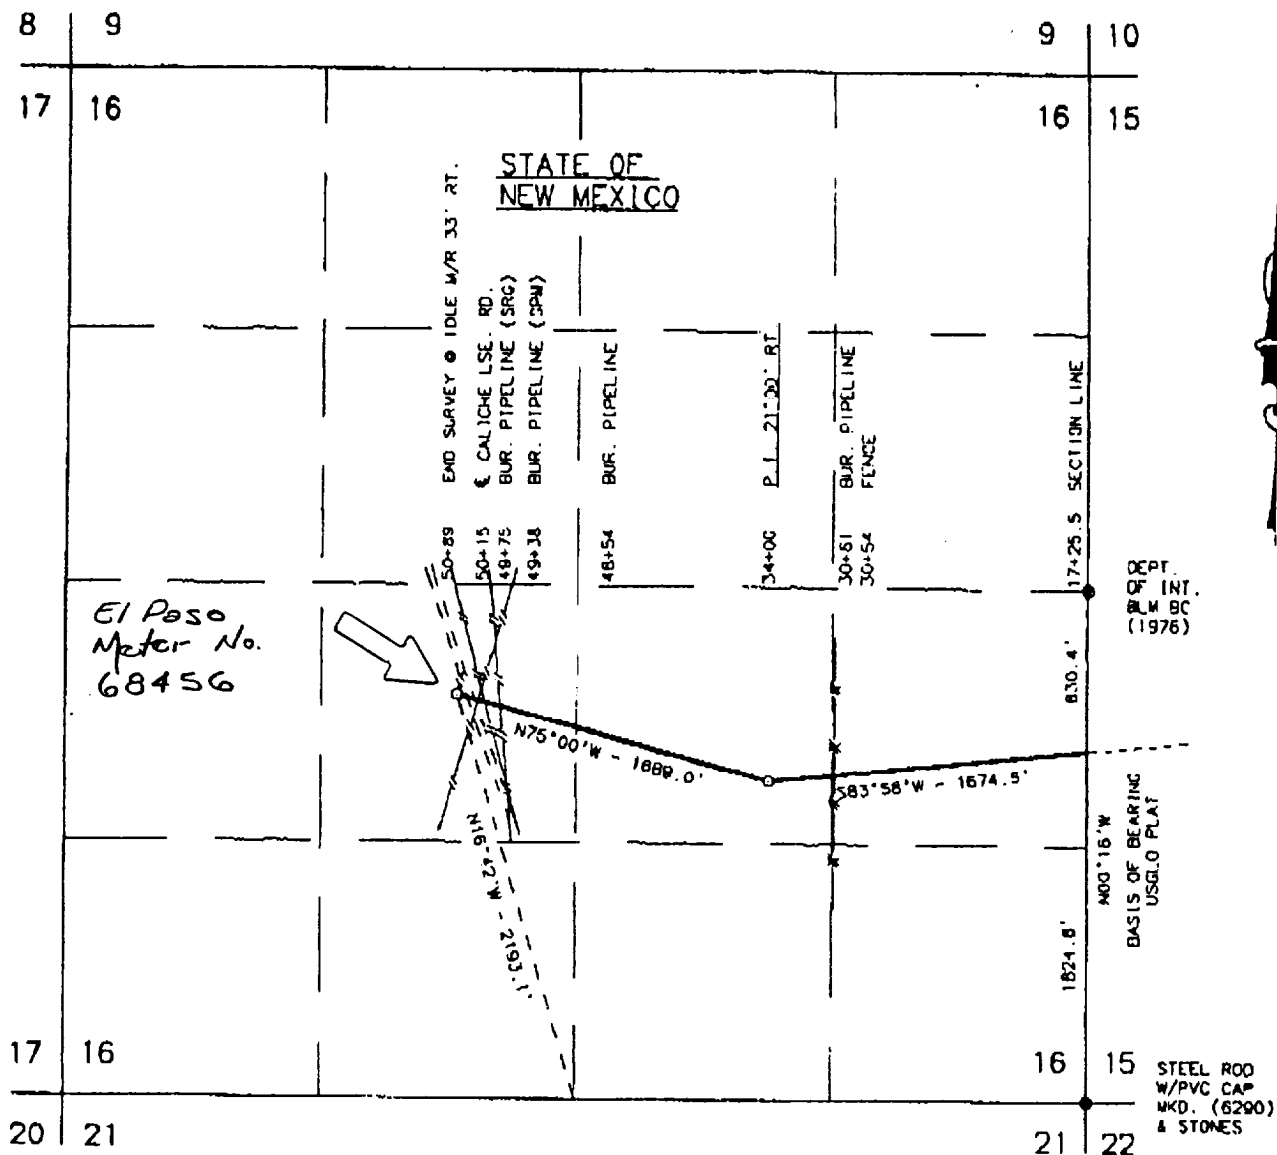 8 9
9 10
17 16
16 15
STATE OF
NEW MEXICO
50+89 END SURVEY @ IDLE M/R 33' RT.
50+15 ℄ CALICHE LSE. RD.
49+75 BUR. PIPELINE (SRG)
49+38 BUR. PIPELINE (GPM)
48+54 BUR. PIPELINE
34+00 P.I. 21°00' RT
30+61 BUR. PIPELINE
30+54 FENCE
17+25.5 SECTION LINE
DEPT.
OF INT.
BLM BC
(1976)
El Paso
Meter No.
68456
830.4'
N75°00'W - 1689.0'
S83°58'W - 1674.5'
N16°42'W - 2193.1'
N00°16'W
BASIS OF BEARING
USGLO PLAT
1824.8'
17 16
16 15
STEEL ROD
W/PVC CAP
MKD. (6290)
& STONES
20 21
21 22